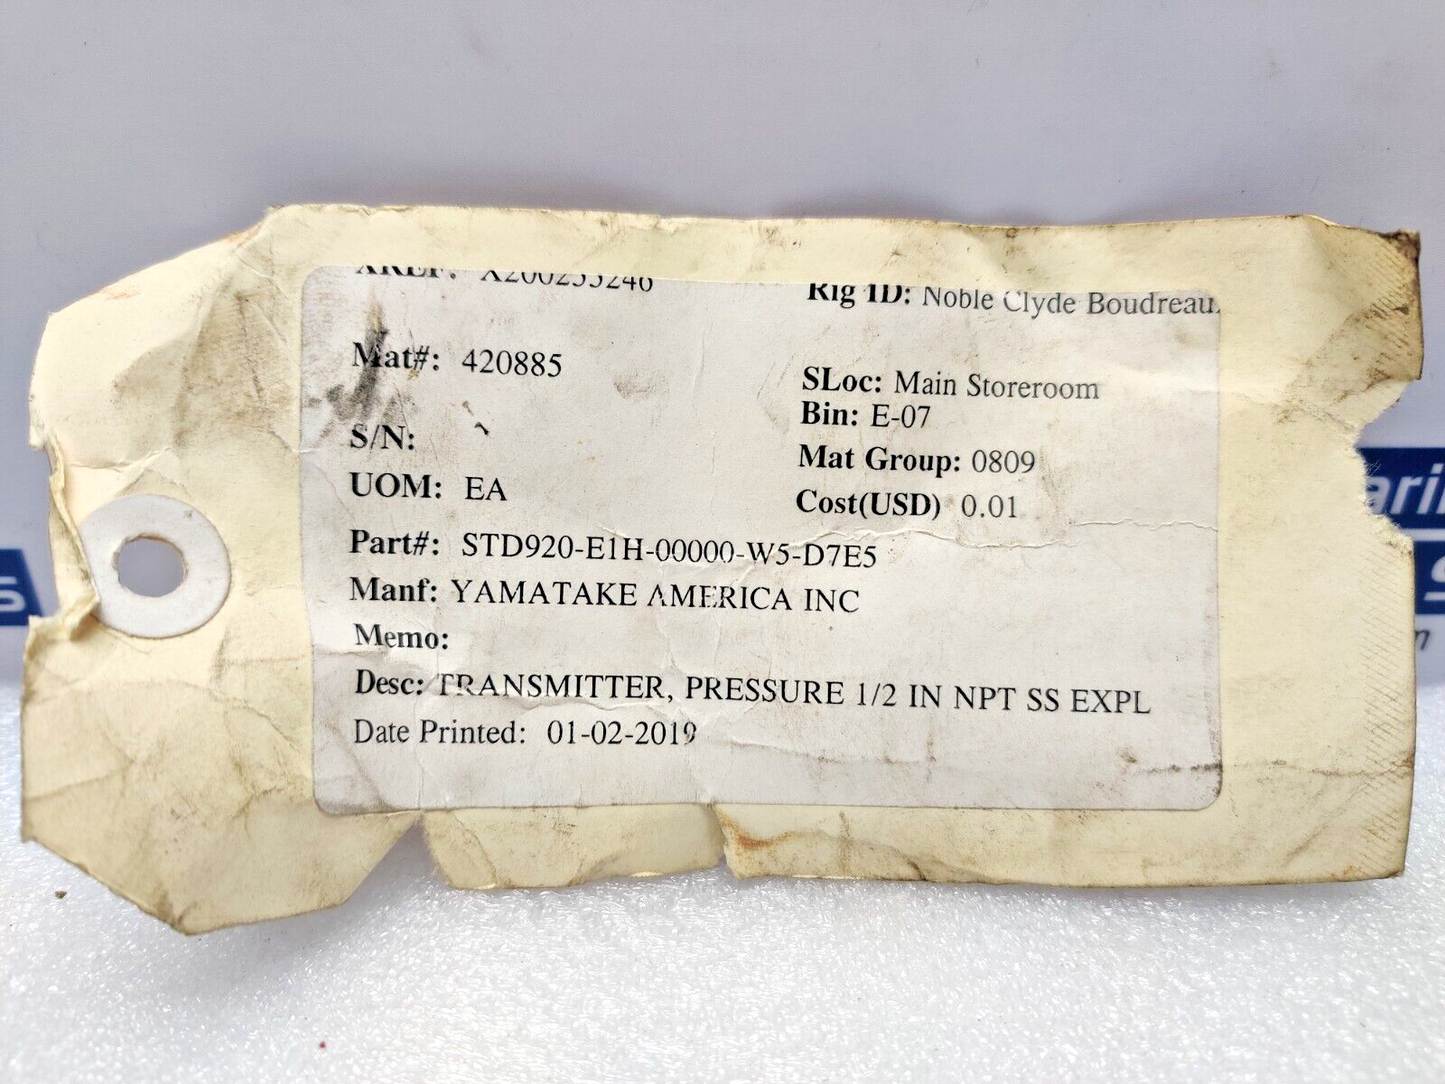 XREF: X200255246
Rig ID: Noble Clyde Boudreau
Mat#: 420885
SLoc: Main Storeroom
Bin: E-07
S/N:
Mat Group: 0809
UOM: EA
Cost(USD) 0.01
Part#: STD920-E1H-00000-W5-D7E5
Manf: YAMATAKE AMERICA INC
Memo:
Desc: TRANSMITTER, PRESSURE 1/2 IN NPT SS EXPL
Date Printed: 01-02-2019